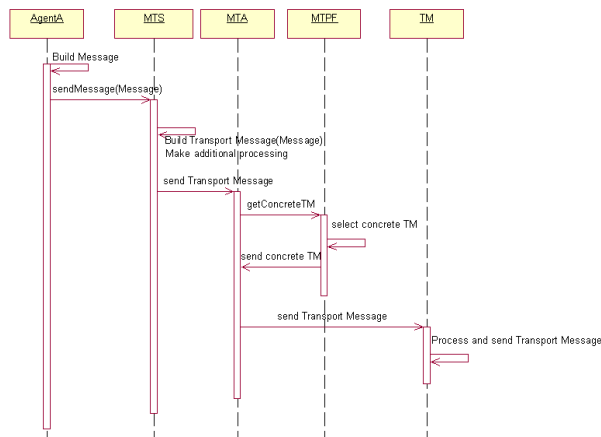 AgentA
MTS
MTA
MTPF
TM
Build Message
sendMessage(Message)
Build Transport Message(Message)
Make additional processing
send Transport Message
getConcreteTM
select concrete TM
send concrete TM
send Transport Message
Process and send Transport Message